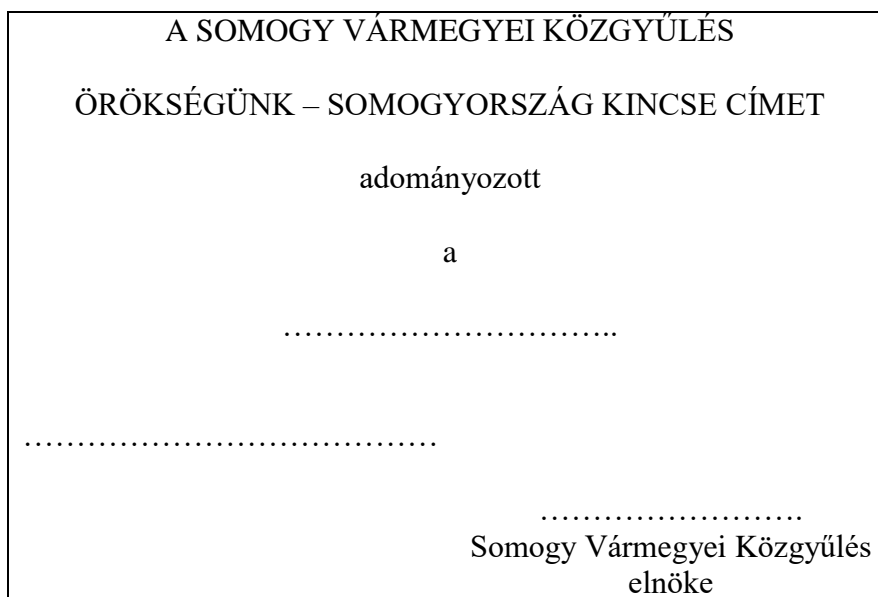 A SOMOGY VÁRMEGYEI KÖZGYŰLÉS
ÖRÖKSÉGÜNK – SOMOGYORSZÁG KINCSE CÍMET
adományozott
a
…………………………..
…………………………………
…………………….
Somogy Vármegyei Közgyűlés
elnöke